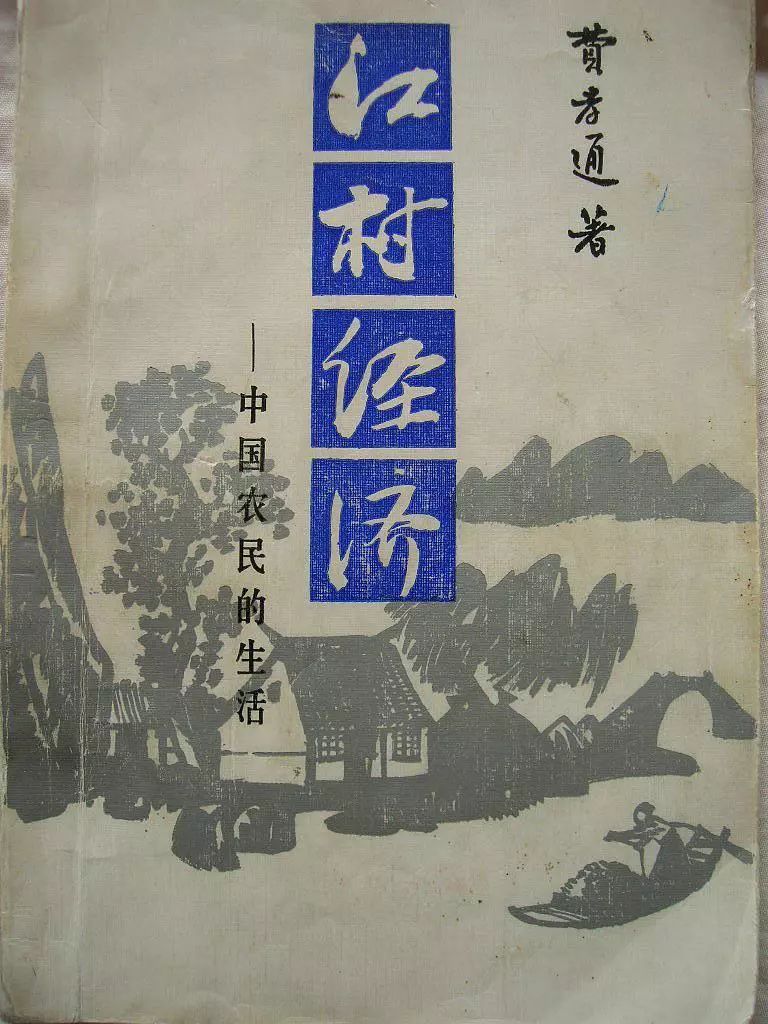 费孝通 著
江村经济
—中国农民的生活